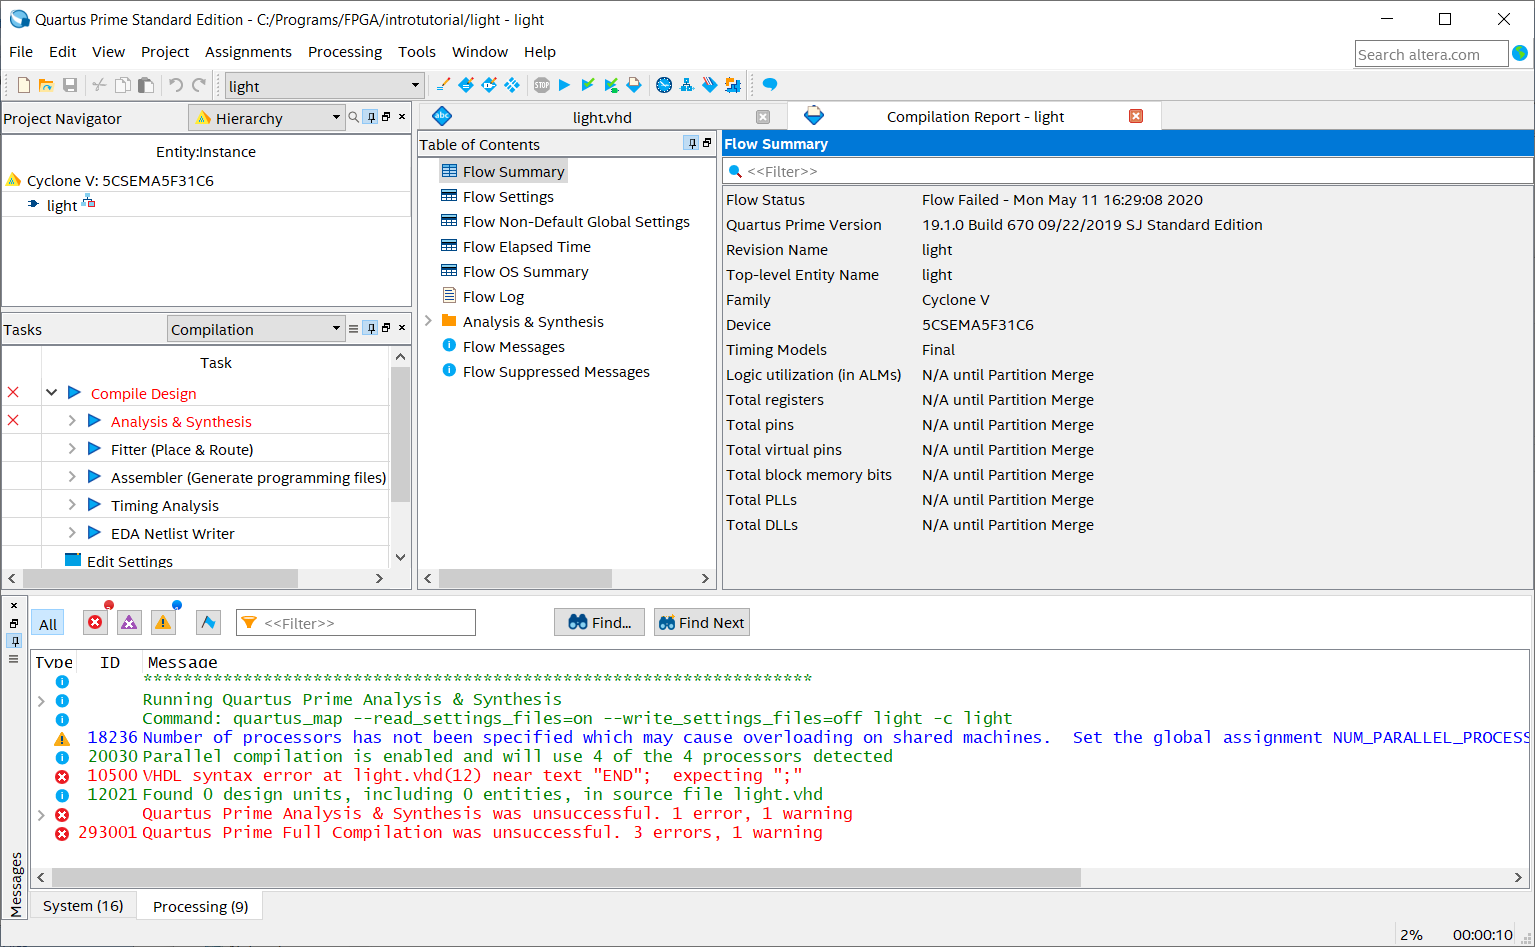 Quartus Prime Standard Edition - C:/Programs/FPGA/introtutorial/light - light
File Edit View Project Assignments Processing Tools Window Help
Search altera.com
light
STOP
Project Navigator
Hierarchy
abc
light.vhd
Compilation Report - light
Entity:Instance
Cyclone V: 5CSEMA5F31C6
light
Tasks
Compilation
Task
Compile Design
Analysis & Synthesis
Fitter (Place & Route)
Assembler (Generate programming files)
Timing Analysis
EDA Netlist Writer
Edit Settings
Table of Contents
Flow Summary
Flow Settings
Flow Non-Default Global Settings
Flow Elapsed Time
Flow OS Summary
Flow Log
Analysis & Synthesis
Flow Messages
Flow Suppressed Messages
Flow Summary
<<Filter>>
Flow Status Flow Failed - Mon May 11 16:29:08 2020
Quartus Prime Version 19.1.0 Build 670 09/22/2019 SJ Standard Edition
Revision Name light
Top-level Entity Name light
Family Cyclone V
Device 5CSEMA5F31C6
Timing Models Final
Logic utilization (in ALMs) N/A until Partition Merge
Total registers N/A until Partition Merge
Total pins N/A until Partition Merge
Total virtual pins N/A until Partition Merge
Total block memory bits N/A until Partition Merge
Total PLLs N/A until Partition Merge
Total DLLs N/A until Partition Merge
All
<<Filter>>
Find...
Find Next
Type ID Message
*******************************************************************
Running Quartus Prime Analysis & Synthesis
Command: quartus_map --read_settings_files=on --write_settings_files=off light -c light
18236 Number of processors has not been specified which may cause overloading on shared machines.  Set the global assignment NUM_PARALLEL_PROCESS
20030 Parallel compilation is enabled and will use 4 of the 4 processors detected
10500 VHDL syntax error at light.vhd(12) near text "END";  expecting ";"
12021 Found 0 design units, including 0 entities, in source file light.vhd
Quartus Prime Analysis & Synthesis was unsuccessful. 1 error, 1 warning
293001 Quartus Prime Full Compilation was unsuccessful. 3 errors, 1 warning
Messages
System (16)
Processing (9)
2% 00:00:10